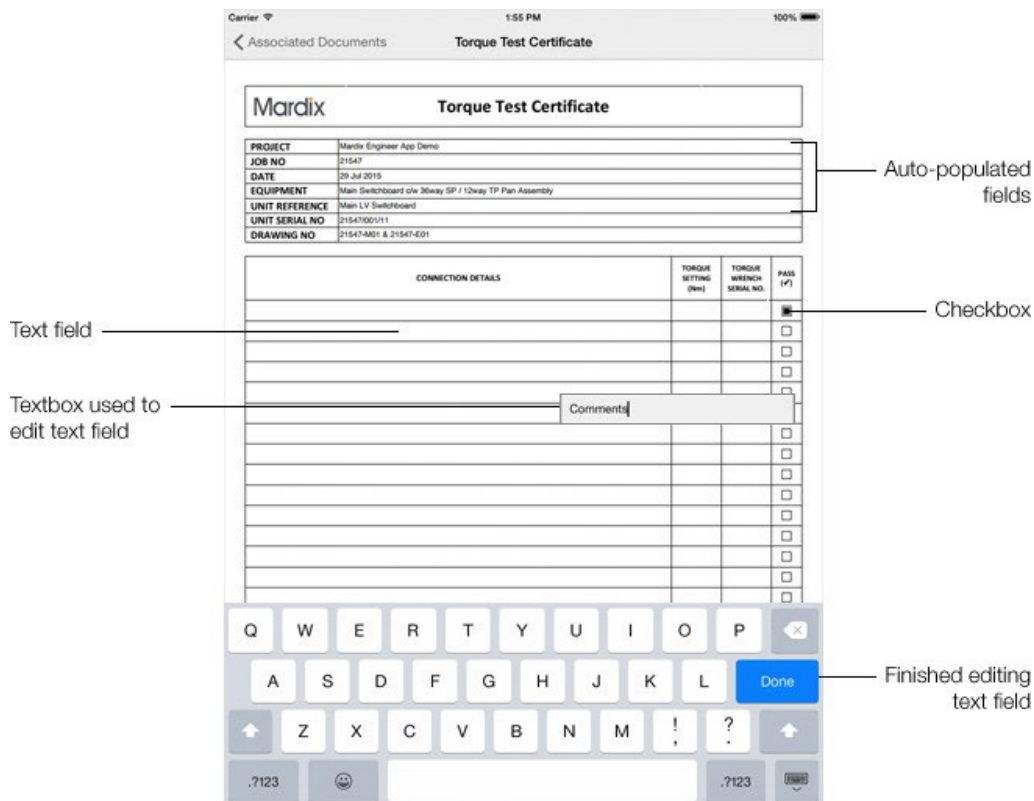 Carrier 1:55 PM 100%
Associated Documents Torque Test Certificate
Mardix Torque Test Certificate
PROJECT Mardix Engineer App Demo
JOB NO 21547
DATE 29 Jul 2015
EQUIPMENT Main Switchboard c/w 36way SP / 12way TP Pan Assembly
UNIT REFERENCE Main LV Switchboard
UNIT SERIAL NO 21547/001/11
DRAWING NO 21547-M01 & 21547-E01
Auto-populated
fields
CONNECTION DETAILS
TORQUE
SETTING
(Nm)
TORQUE
WRENCH
SERIAL NO.
PASS
(✓)
Checkbox
Text field
Textbox used to
edit text field
Comments
Q W E R T Y U I O P
A S D F G H J K L Done
Finished editing
text field
Z X C V B N M ! , ? .
.?123 .?123